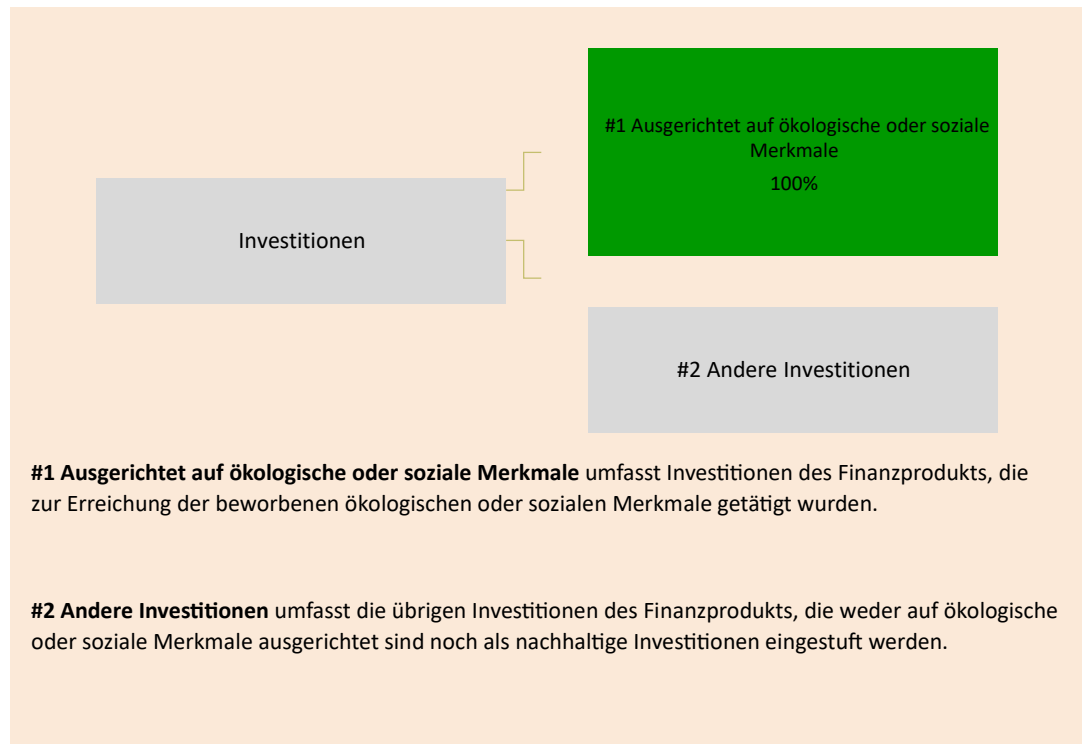 #1 Ausgerichtet auf ökologische oder soziale
Merkmale
100%
Investitionen
#2 Andere Investitionen
#1 Ausgerichtet auf ökologische oder soziale Merkmale umfasst Investitionen des Finanzprodukts, die
zur Erreichung der beworbenen ökologischen oder sozialen Merkmale getätigt wurden.
#2 Andere Investitionen umfasst die übrigen Investitionen des Finanzprodukts, die weder auf ökologische
oder soziale Merkmale ausgerichtet sind noch als nachhaltige Investitionen eingestuft werden.